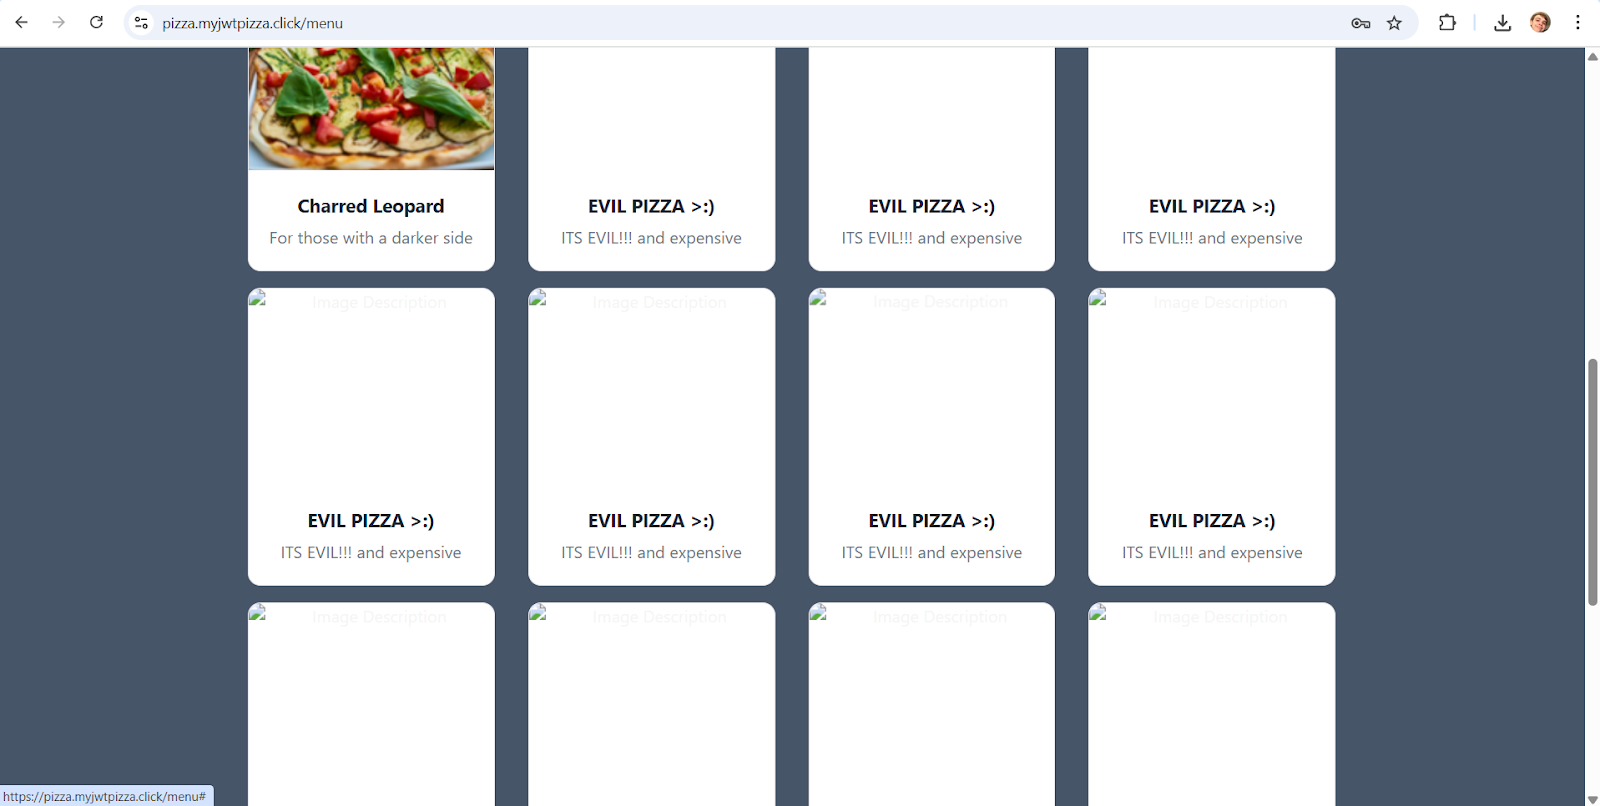 pizza.myjwtpizza.click/menu
Charred Leopard
For those with a darker side
EVIL PIZZA >:)
ITS EVIL!!! and expensive
EVIL PIZZA >:)
ITS EVIL!!! and expensive
EVIL PIZZA >:)
ITS EVIL!!! and expensive
Image Description
EVIL PIZZA >:)
ITS EVIL!!! and expensive
Image Description
EVIL PIZZA >:)
ITS EVIL!!! and expensive
Image Description
EVIL PIZZA >:)
ITS EVIL!!! and expensive
Image Description
EVIL PIZZA >:)
ITS EVIL!!! and expensive
Image Description
Image Description
Image Description
Image Description
https://pizza.myjwtpizza.click/menu#